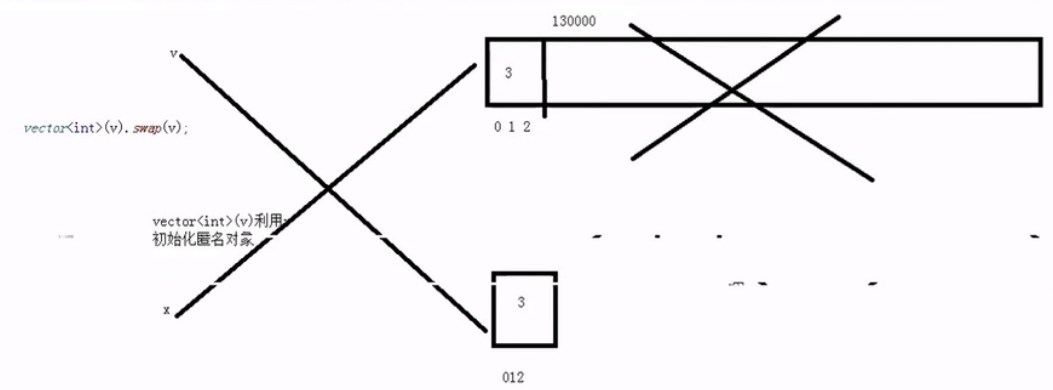 130000
v
3
0 1 2
vector<int>(v).swap(v);
vector<int>(v)利用
初始化匿名对象
x
3
012